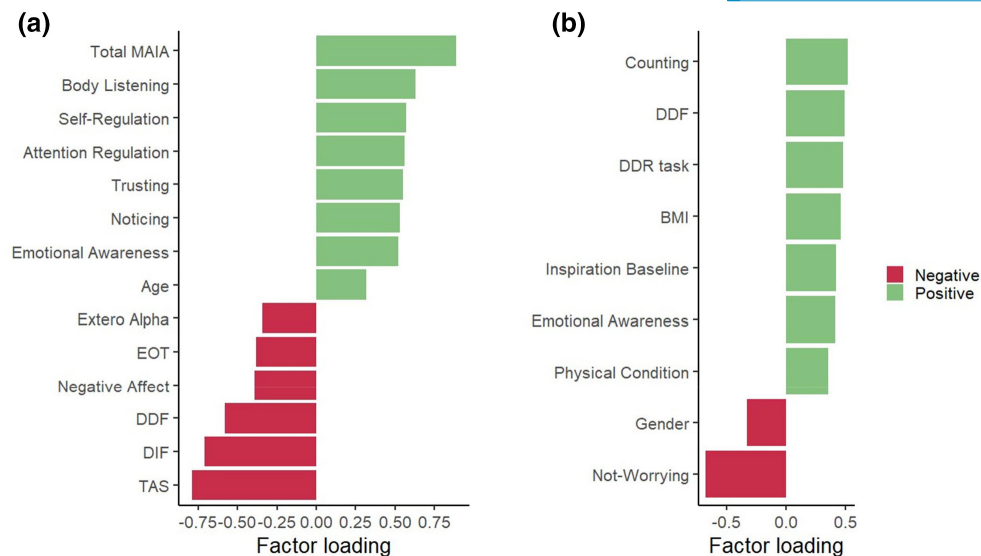 (a)
Total MAIA
Body Listening
Self-Regulation
Attention Regulation
Trusting
Noticing
Emotional Awareness
Age
Extero Alpha
EOT
Negative Affect
DDF
DIF
TAS
-0.75 -0.50 -0.25 0.00 0.25 0.50 0.75
Factor loading
(b)
Counting
DDF
DDR task
BMI
Inspiration Baseline
Emotional Awareness
Physical Condition
Gender
Not-Worrying
-0.5 0.0 0.5
Factor loading
Negative
Positive